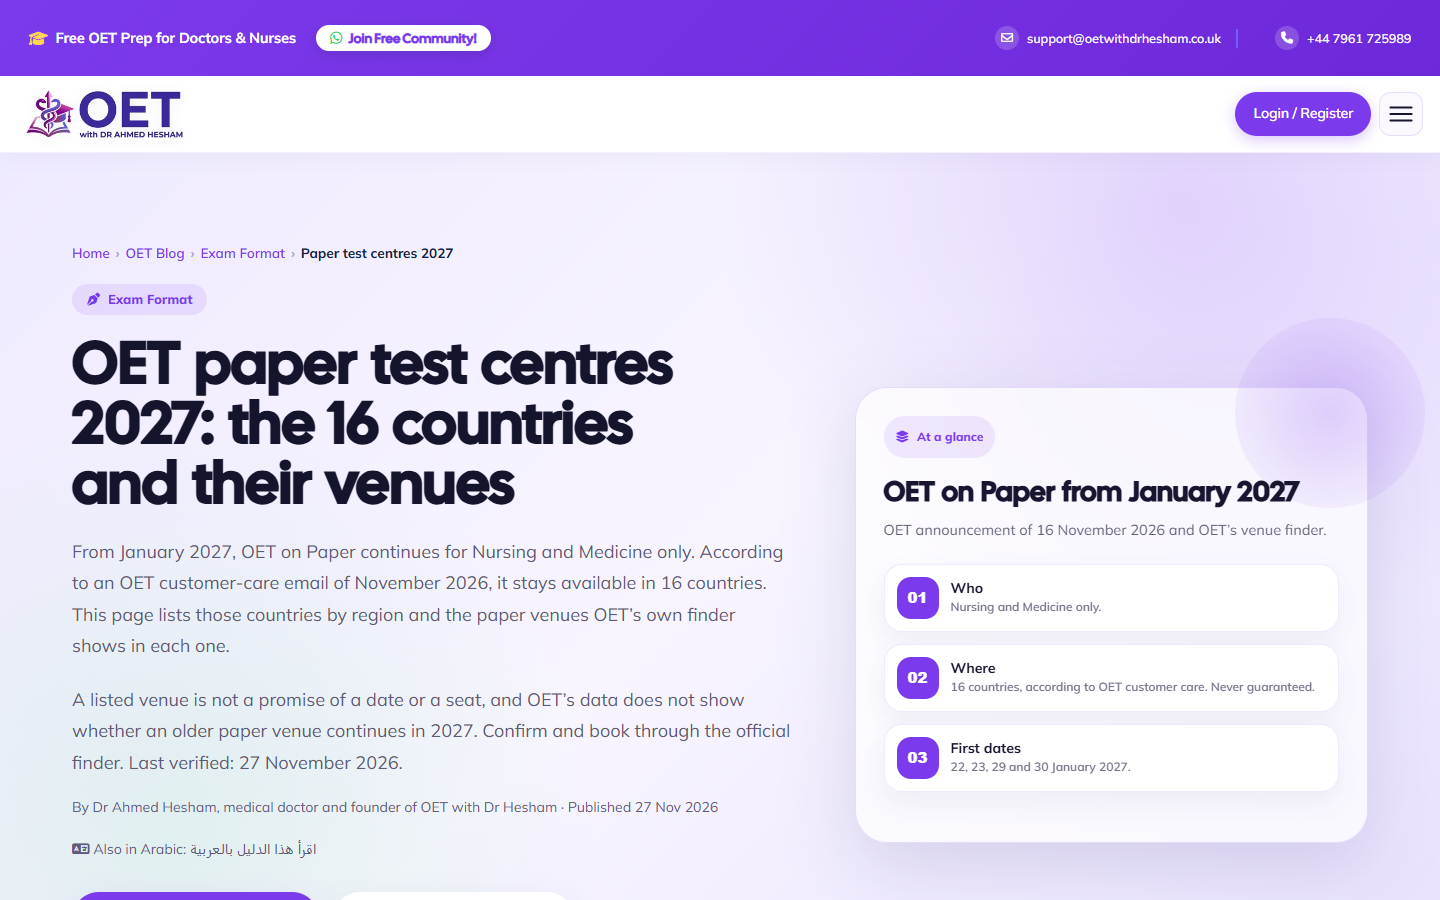 Free OET Prep for Doctors & Nurses
Join Free Community!
support@oetwithdrhesham.co.uk
+44 7961 725989
OET
with DR AHMED HESHAM
Login / Register
Home › OET Blog › Exam Format › Paper test centres 2027
Exam Format
OET paper test centres
2027: the 16 countries
and their venues
From January 2027, OET on Paper continues for Nursing and Medicine only. According
to an OET customer-care email of November 2026, it stays available in 16 countries.
This page lists those countries by region and the paper venues OET’s own finder
shows in each one.
A listed venue is not a promise of a date or a seat, and OET’s data does not show
whether an older paper venue continues in 2027. Confirm and book through the official
finder. Last verified: 27 November 2026.
By Dr Ahmed Hesham, medical doctor and founder of OET with Dr Hesham · Published 27 Nov 2026
Also in Arabic: اقرأ هذا الدليل بالعربية
At a glance
OET on Paper from January 2027
OET announcement of 16 November 2026 and OET’s venue finder.
01
Who
Nursing and Medicine only.
02
Where
16 countries, according to OET customer care. Never guaranteed.
03
First dates
22, 23, 29 and 30 January 2027.